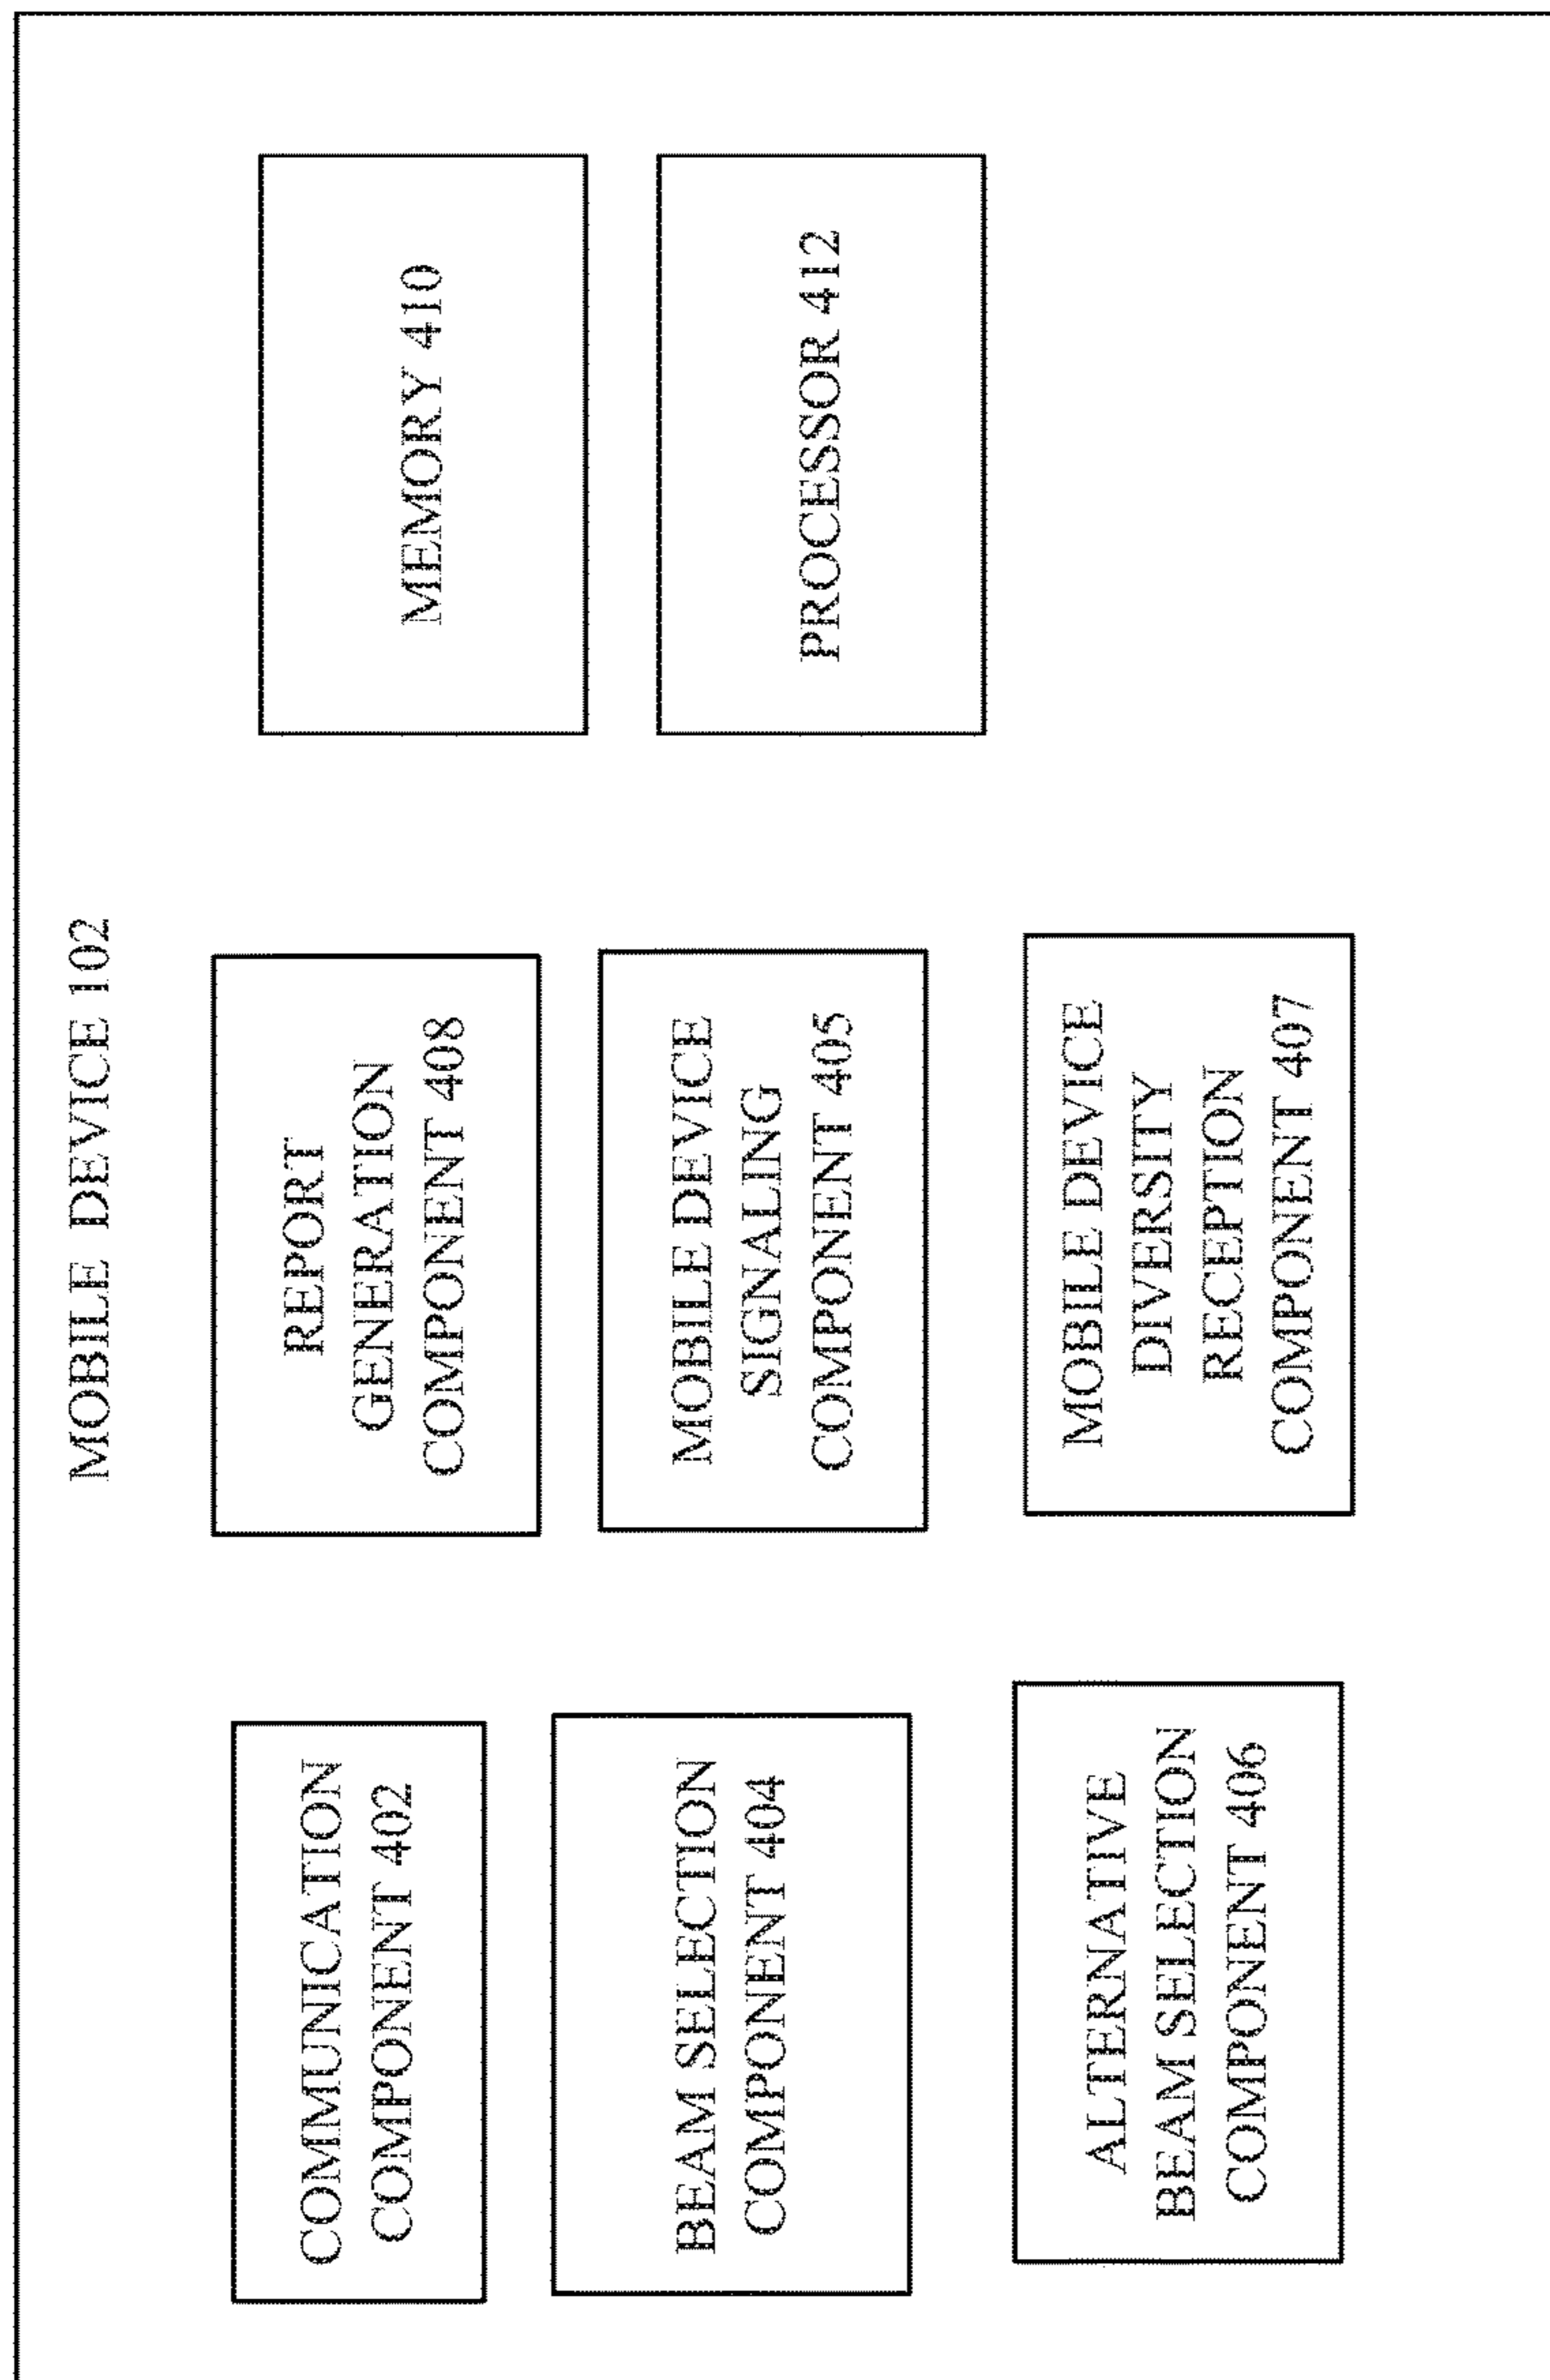 MOBILE DEVICE 102
COMMUNICATION
COMPONENT 402
BEAM SELECTION
COMPONENT 404
ALTERNATIVE
BEAM SELECTION
COMPONENT 406
REPORT
GENERATION
COMPONENT 408
MOBILE DEVICE
SIGNALING
COMPONENT 405
MOBILE DEVICE
DIVERSITY
RECEPTION
COMPONENT 407
MEMORY 410
PROCESSOR 412